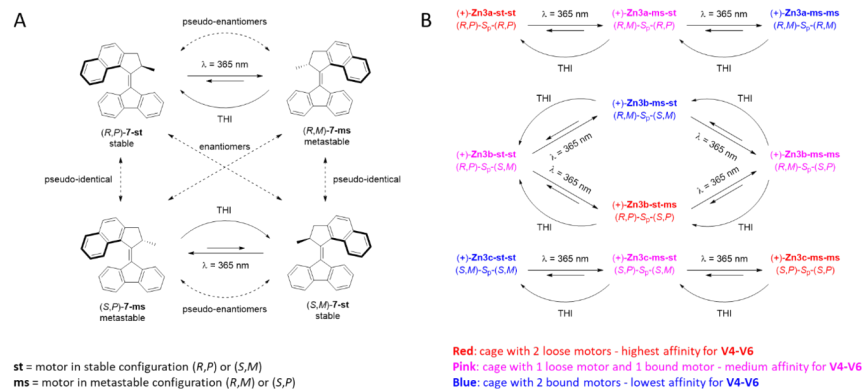 A
pseudo-enantiomers
λ = 365 nm
THI
(R,P)-7-st
stable
(R,M)-7-ms
metastable
enantiomers
pseudo-identical
pseudo-identical
THI
λ = 365 nm
(S,P)-7-ms
metastable
pseudo-enantiomers
(S,M)-7-st
stable
st = motor in stable configuration (R,P) or (S,M)
ms = motor in metastable configuration (R,M) or (S,P)
B
(+)-Zn3a-st-st
(R,P)-Sp-(R,P)
λ = 365 nm
THI
(+)-Zn3a-ms-st
(R,M)-Sp-(R,P)
λ = 365 nm
THI
(+)-Zn3a-ms-ms
(R,M)-Sp-(R,M)
THI
(+)-Zn3b-ms-st
(R,M)-Sp-(S,M)
THI
λ = 365 nm
λ = 365 nm
(+)-Zn3b-st-st
(R,P)-Sp-(S,M)
(+)-Zn3b-ms-ms
(R,M)-Sp-(S,P)
λ = 365 nm
λ = 365 nm
(+)-Zn3b-st-ms
(R,P)-Sp-(S,P)
THI
THI
(+)-Zn3c-st-st
(S,M)-Sp-(S,M)
λ = 365 nm
THI
(+)-Zn3c-ms-st
(S,P)-Sp-(S,M)
λ = 365 nm
THI
(+)-Zn3c-ms-ms
(S,P)-Sp-(S,P)
Red: cage with 2 loose motors - highest affinity for V4-V6
Pink: cage with 1 loose motor and 1 bound motor - medium affinity for V4-V6
Blue: cage with 2 bound motors - lowest affinity for V4-V6